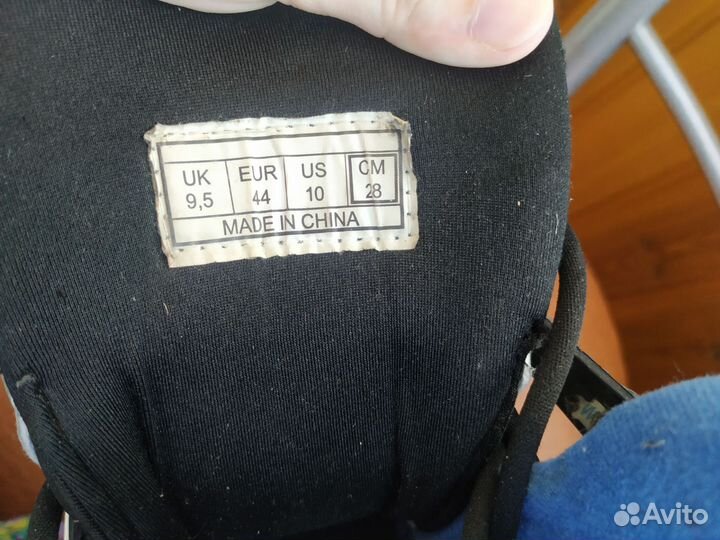 UK EUR US CM
9,5 44 10 28
MADE IN CHINA
Avito